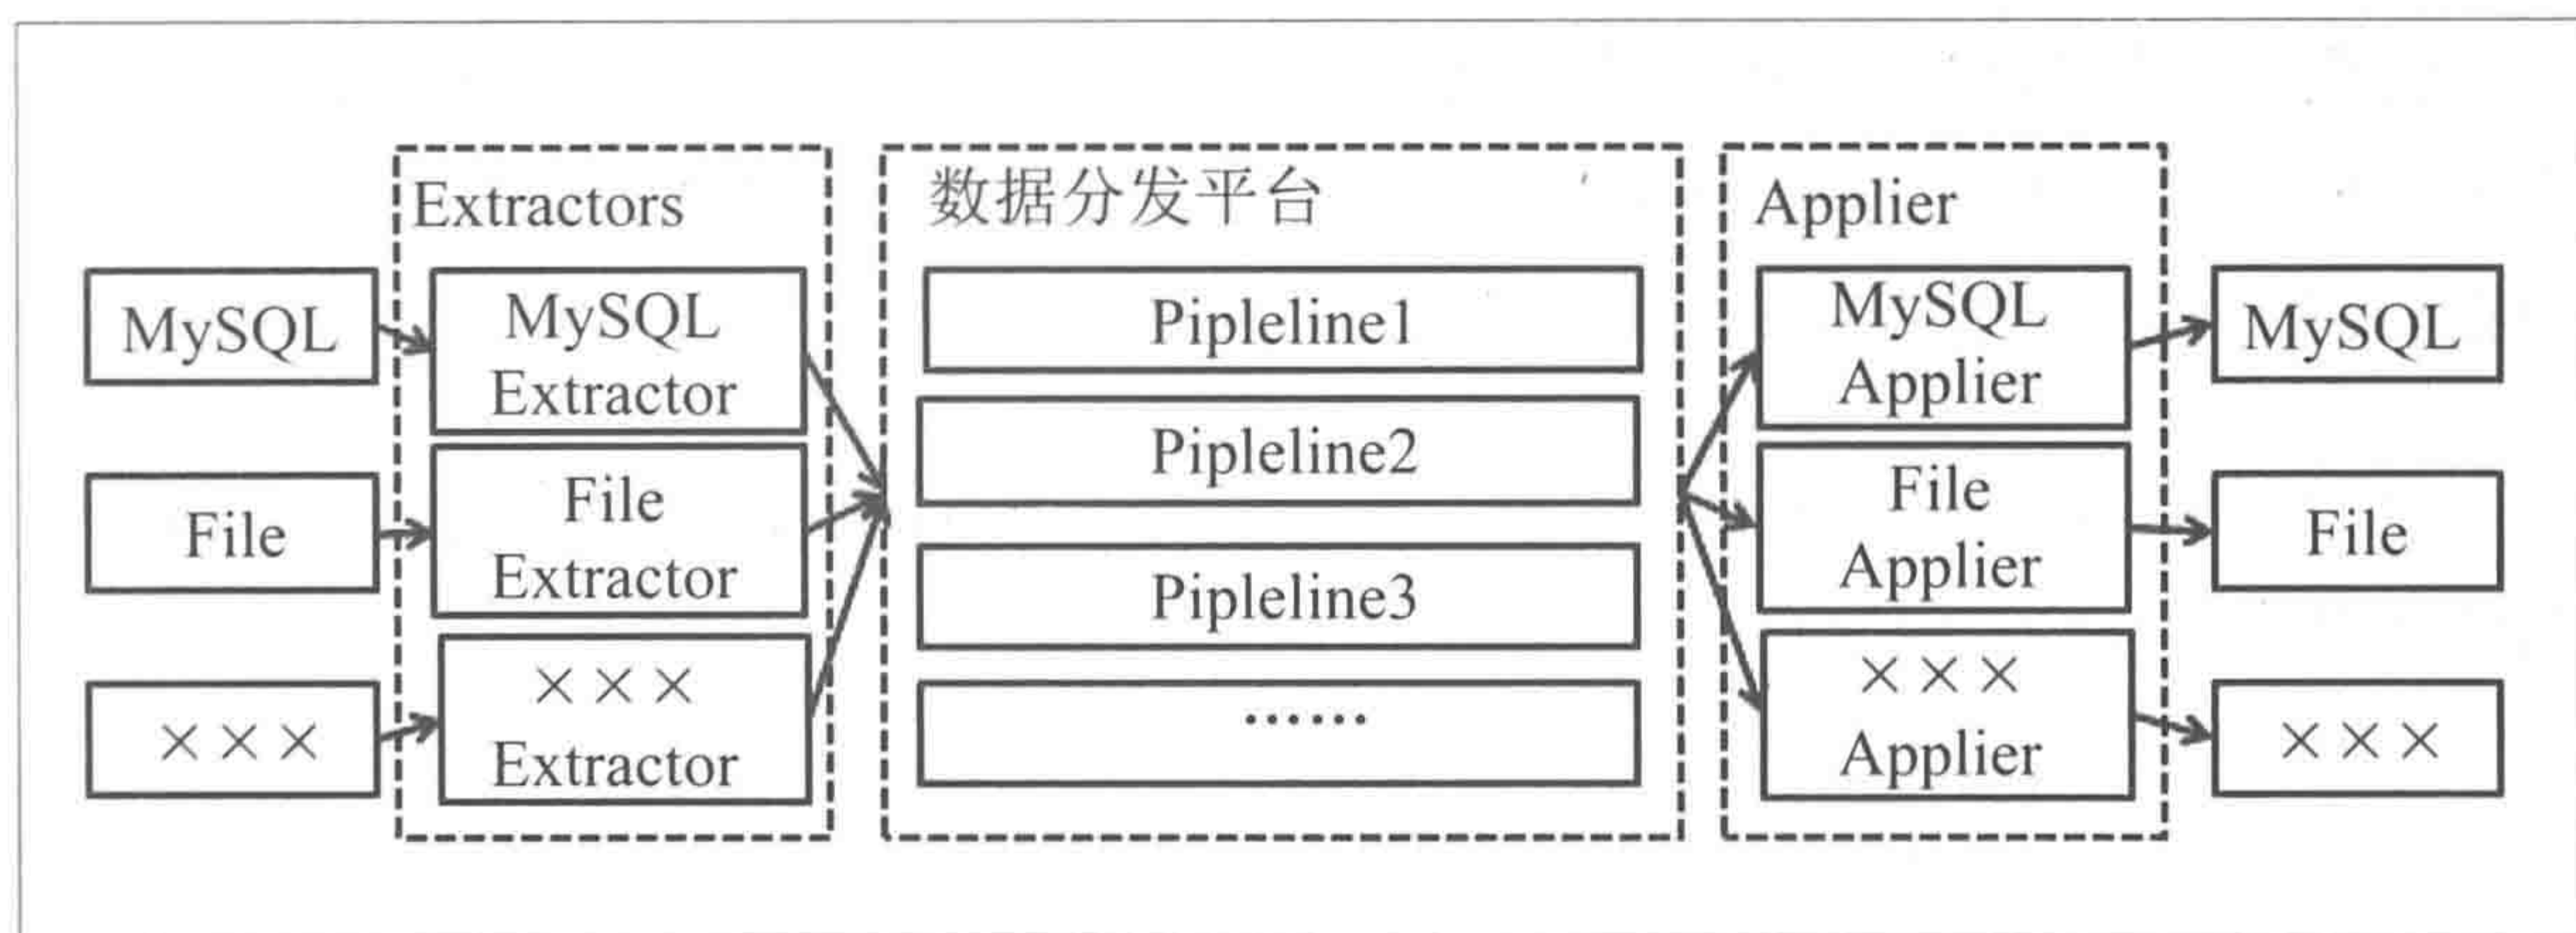 Extractors
数据分发平台
Applier
MySQL
MySQL
Extractor
Pipleline1
MySQL
Applier
MySQL
File
File
Extractor
Pipleline2
Pipleline3
File
Applier
File
×××
×××
Extractor
······
×××
Applier
×××